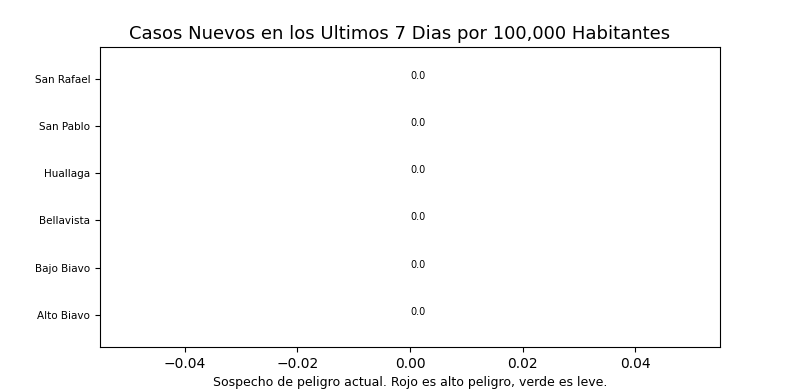 Casos Nuevos en los Ultimos 7 Dias por 100,000 Habitantes
San Rafael 0.0
San Pablo 0.0
Huallaga 0.0
Bellavista 0.0
Bajo Biavo 0.0
Alto Biavo 0.0
−0.04 −0.02 0.00 0.02 0.04
Sospecho de peligro actual. Rojo es alto peligro, verde es leve.